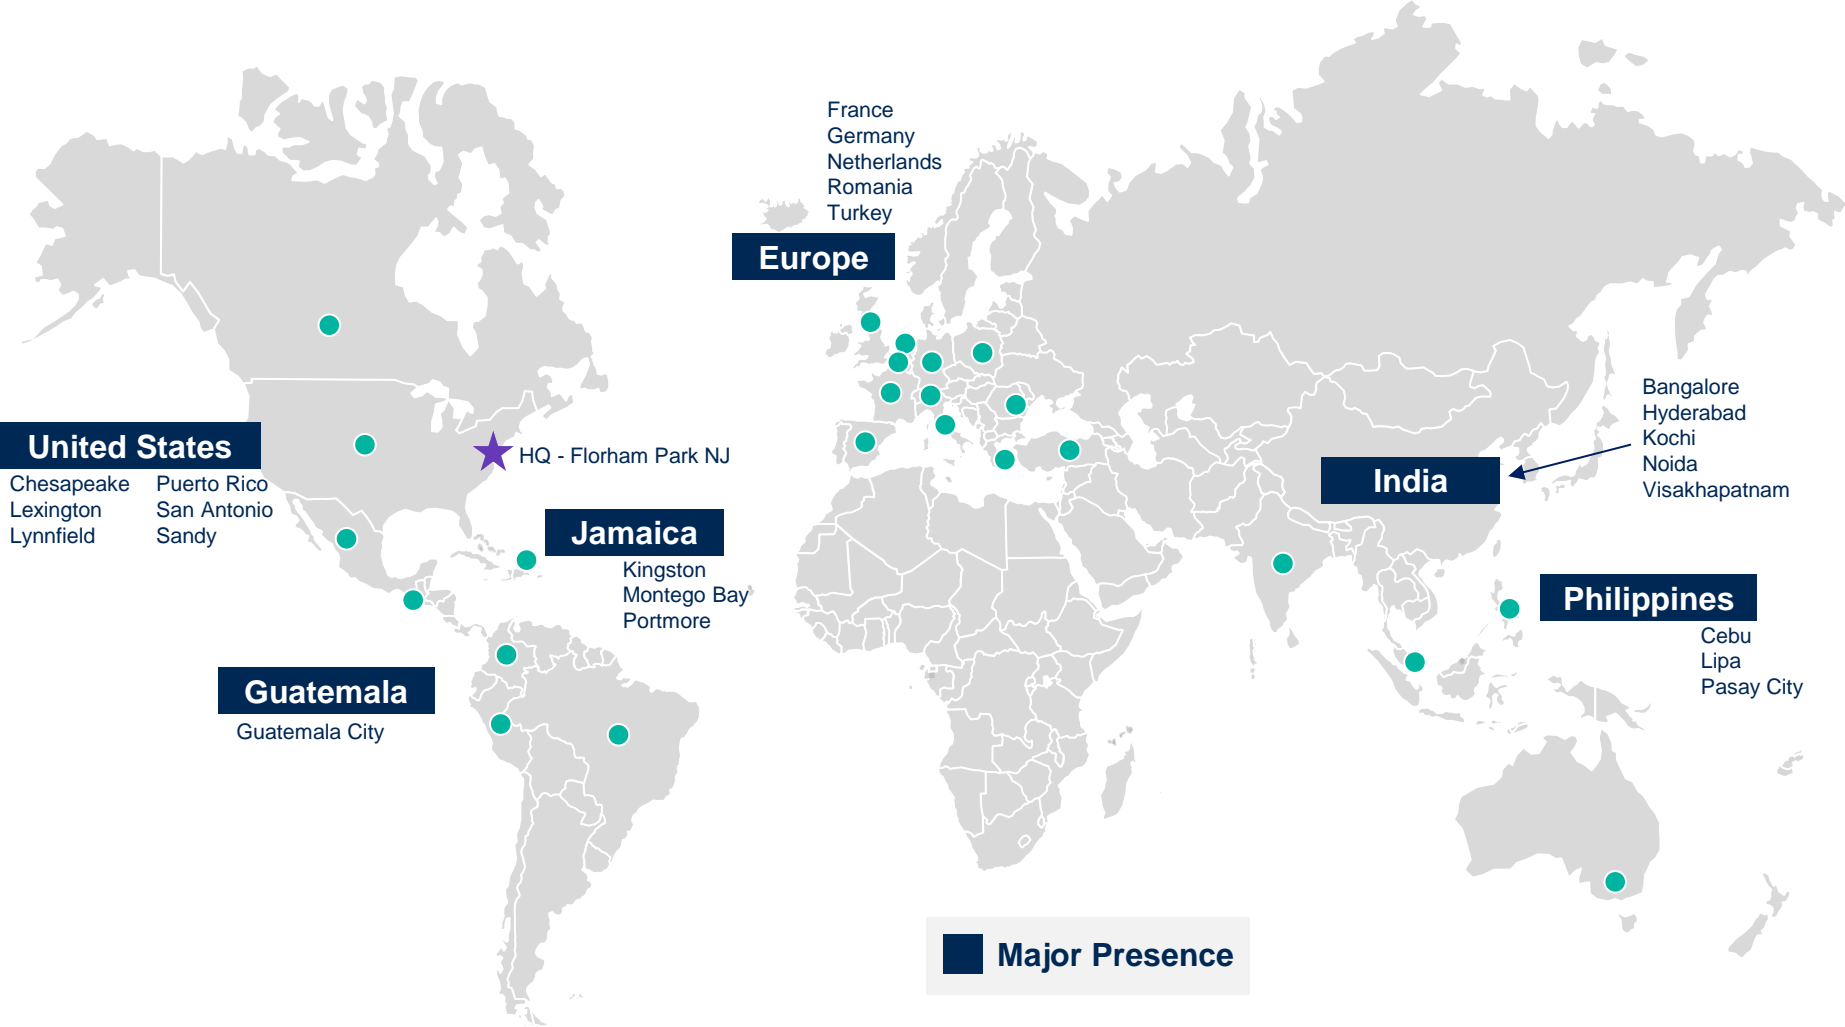 France
Germany
Netherlands
Romania
Turkey
Europe
United States
Chesapeake
Lexington
Lynnfield
Puerto Rico
San Antonio
Sandy
HQ - Florham Park NJ
Jamaica
Kingston
Montego Bay
Portmore
Guatemala
Guatemala City
Bangalore
Hyderabad
Kochi
Noida
Visakhapatnam
India
Philippines
Cebu
Lipa
Pasay City
Major Presence